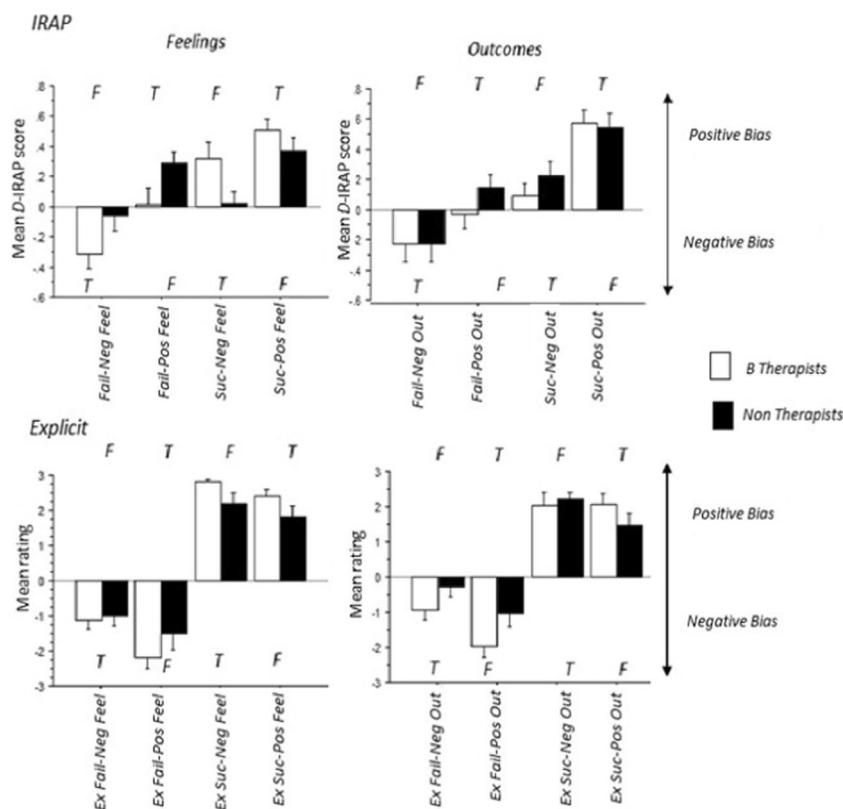 IRAP
Feelings
Outcomes
F T F T
F T F T
Mean D-IRAP score
.8
.6
.4
.2
0
-.2
-.4
-.6
T F T F
Fail-Neg Feel
Fail-Pos Feel
Suc-Neg Feel
Suc-Pos Feel
Mean D-IRAP score
.8
.6
.4
.2
0
-.2
-.4
-.6
T F T F
Fail-Neg Out
Fail-Pos Out
Suc-Neg Out
Suc-Pos Out
Positive Bias
Negative Bias
B Therapists
Non Therapists
Explicit
F T F T
F T F T
Mean rating
3
2
1
0
-1
-2
-3
T F T F
Ex Fail-Neg Feel
Ex Fail-Pos Feel
Ex Suc-Neg Feel
Ex Suc-Pos Feel
Mean rating
3
2
1
0
-1
-2
-3
T F T F
Ex Fail-Neg Out
Ex Fail-Pos Out
Ex Suc-Neg Out
Ex Suc-Pos Out
Positive Bias
Negative Bias